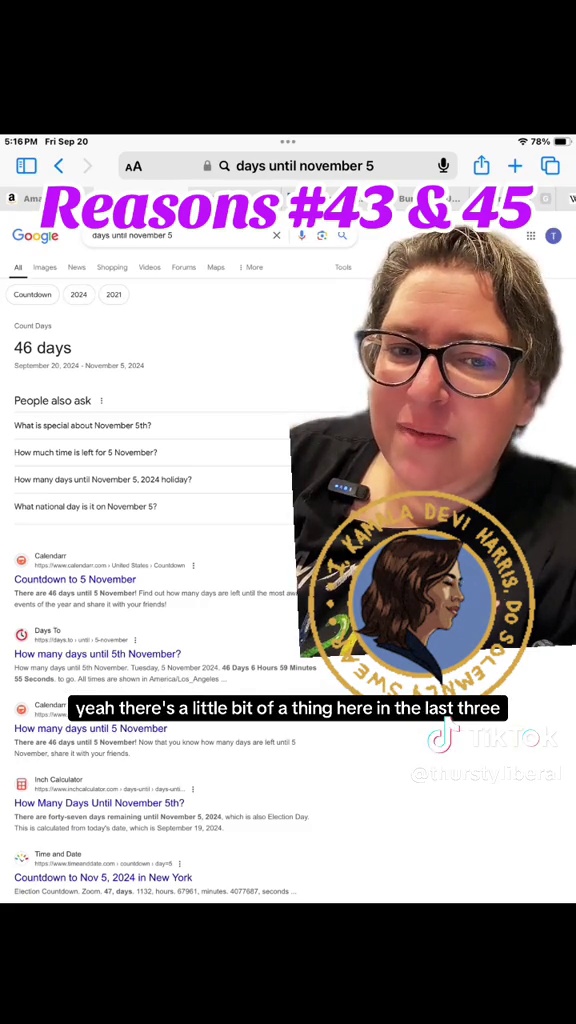 5:16 PM Fri Sep 20
78%
AA
days until november 5
Ama
Reasons #43 & 45
Google
days until november 5
T
All Images News Shopping Videos Forums Maps More Tools
Countdown 2024 2021
Count Days
46 days
September 20, 2024 - November 5, 2024
People also ask
What is special about November 5th?
How much time is left for 5 November?
How many days until November 5, 2024 holiday?
What national day is it on November 5?
Calendarr
https://www.calendarr.com › United States › Countdown
Countdown to 5 November
There are 46 days until 5 November! Find out how many days are left until the most aw
events of the year and share it with your friends!
Days To
https://days.to › until › 5-november
How many days until 5th November?
How many days until 5th November. Tuesday, 5 November 2024. 46 Days 6 Hours 59 Minutes
55 Seconds. to go. All times are shown in America/Los_Angeles ...
I KAMALA DEVI HARRIS, DO SOLEMNLY SWEA
Calen
https://www
yeah there's a little bit of a thing here in the last three
How many days until 5 November
There are 46 days until 5 November! Now that you know how many days are left until 5
November, share it with your friends.
TikTok
@thurstyliberal
Inch Calculator
https://www.inchcalculator.com › days-until › days-unti...
How Many Days Until November 5th?
There are forty-seven days remaining until November 5, 2024, which is also Election Day.
This is calculated from today's date, which is September 19, 2024.
Time and Date
https://www.timeanddate.com › countdown › day=5
Countdown to Nov 5, 2024 in New York
Election Countdown. Zoom. 47, days. 1132, hours. 67961, minutes. 4077687, seconds ...